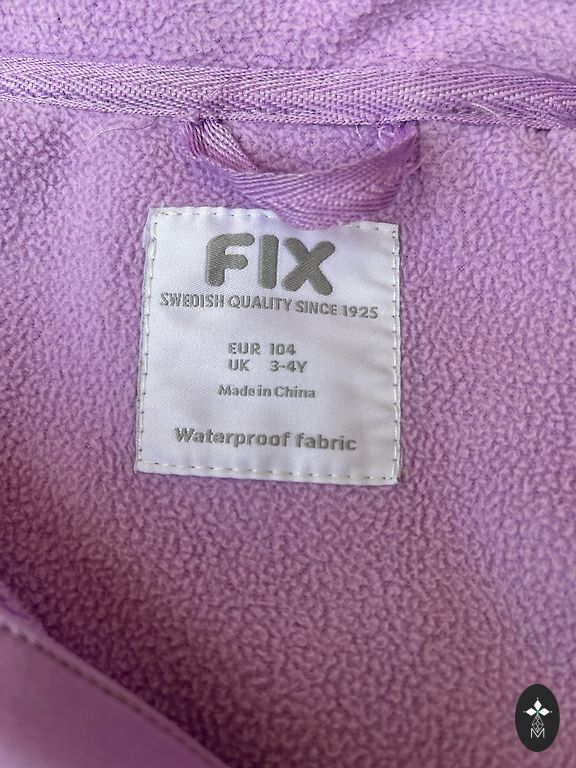 FIX
SWEDISH QUALITY SINCE 1925
EUR 104
UK 3-4Y
Made in China
Waterproof fabric
M